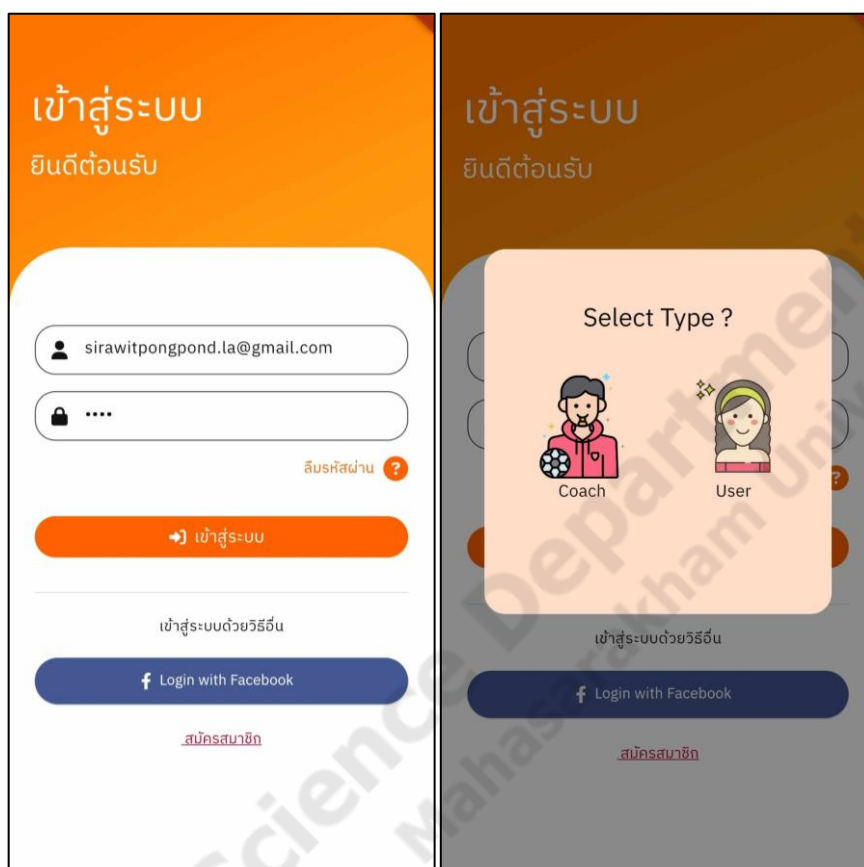 เข้าสู่ระบบ
ยินดีต้อนรับ
sirawitpongpond.la@gmail.com
••••
ลืมรหัสผ่าน ?
เข้าสู่ระบบ
เข้าสู่ระบบด้วยวิธีอื่น
f Login with Facebook
สมัครสมาชิก
เข้าสู่ระบบ
ยินดีต้อนรับ
Select Type ?
Coach User
?
เข้าสู่ระบบด้วยวิธีอื่น
f Login with Facebook
สมัครสมาชิก
Science Department
Mahasarakham Univ